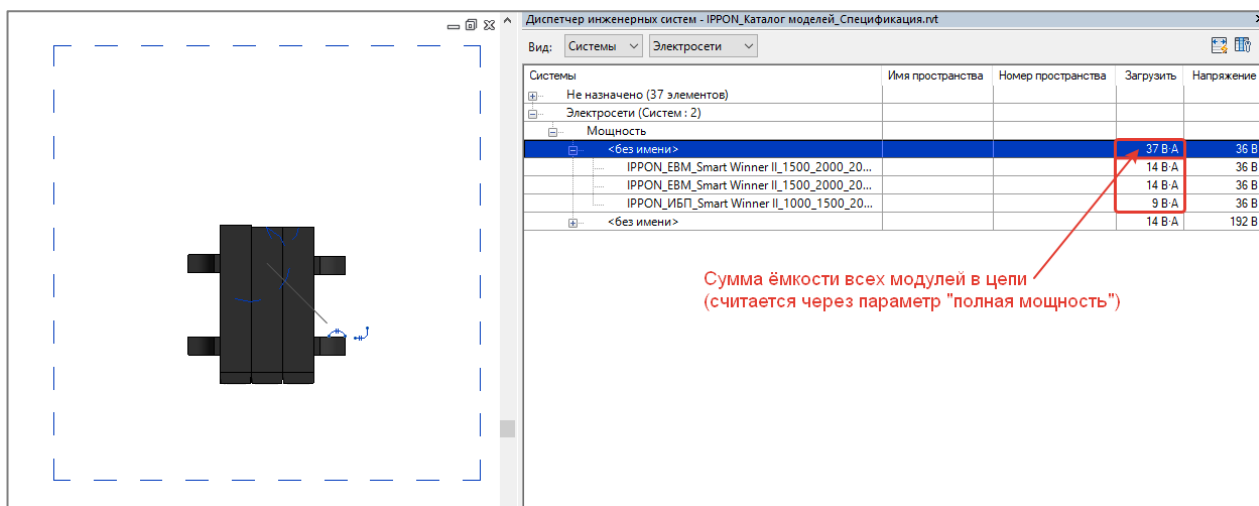 Диспетчер инженерных систем - IPPON_Каталог моделей_Спецификация.rvt
Вид: Системы Электросети
Системы Имя пространства Номер пространства Загрузить Напряжение
Не назначено (37 элементов)
Электросети (Систем : 2)
Мощность
<без имени> 37 В·А 36 В
IPPON_EBM_Smart Winner II_1500_2000_20... 14 В·А 36 В
IPPON_EBM_Smart Winner II_1500_2000_20... 14 В·А 36 В
IPPON_ИБП_Smart Winner II_1000_1500_20... 9 В·А 36 В
<без имени> 14 В·А 192 В
Сумма ёмкости всех модулей в цепи
(считается через параметр "полная мощность")